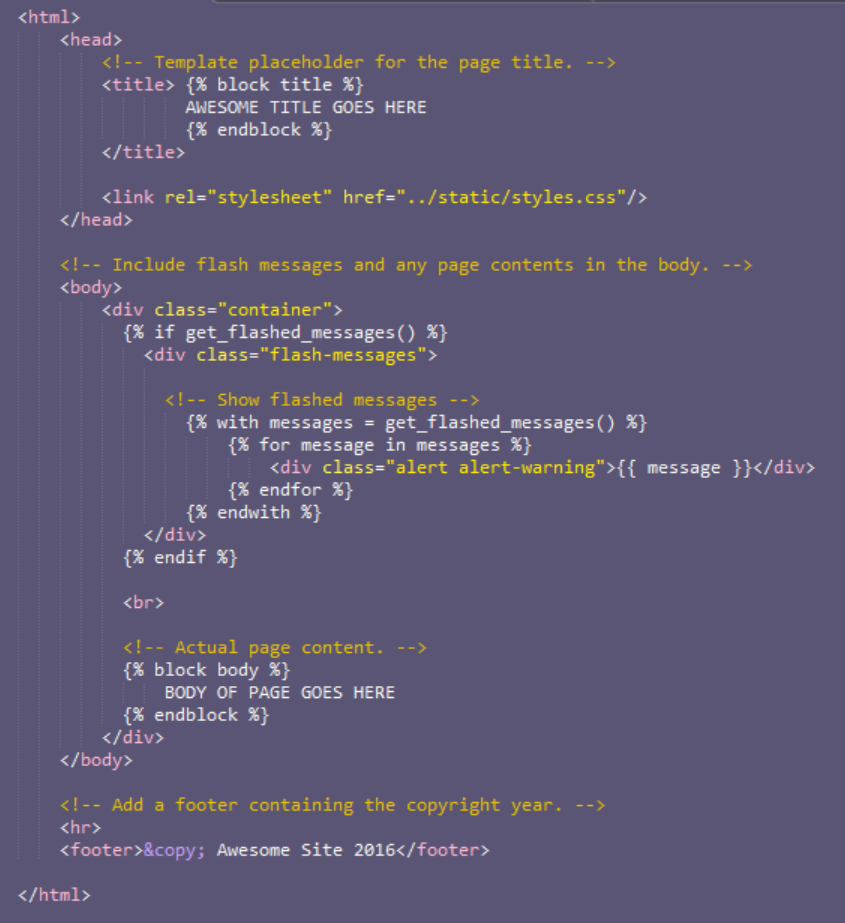 <html>
<head>
<!-- Template placeholder for the page title. -->
<title> {% block title %}
AWESOME TITLE GOES HERE
{% endblock %}
</title>
<link rel="stylesheet" href="../static/styles.css"/>
</head>
<!-- Include flash messages and any page contents in the body. -->
<body>
<div class="container">
{% if get_flashed_messages() %}
<div class="flash-messages">
<!-- Show flashed messages -->
{% with messages = get_flashed_messages() %}
{% for message in messages %}
<div class="alert alert-warning">{{ message }}</div>
{% endfor %}
{% endwith %}
</div>
{% endif %}
<br>
<!-- Actual page content. -->
{% block body %}
BODY OF PAGE GOES HERE
{% endblock %}
</div>
</body>
<!-- Add a footer containing the copyright year. -->
<hr>
<footer>&copy; Awesome Site 2016</footer>
</html>